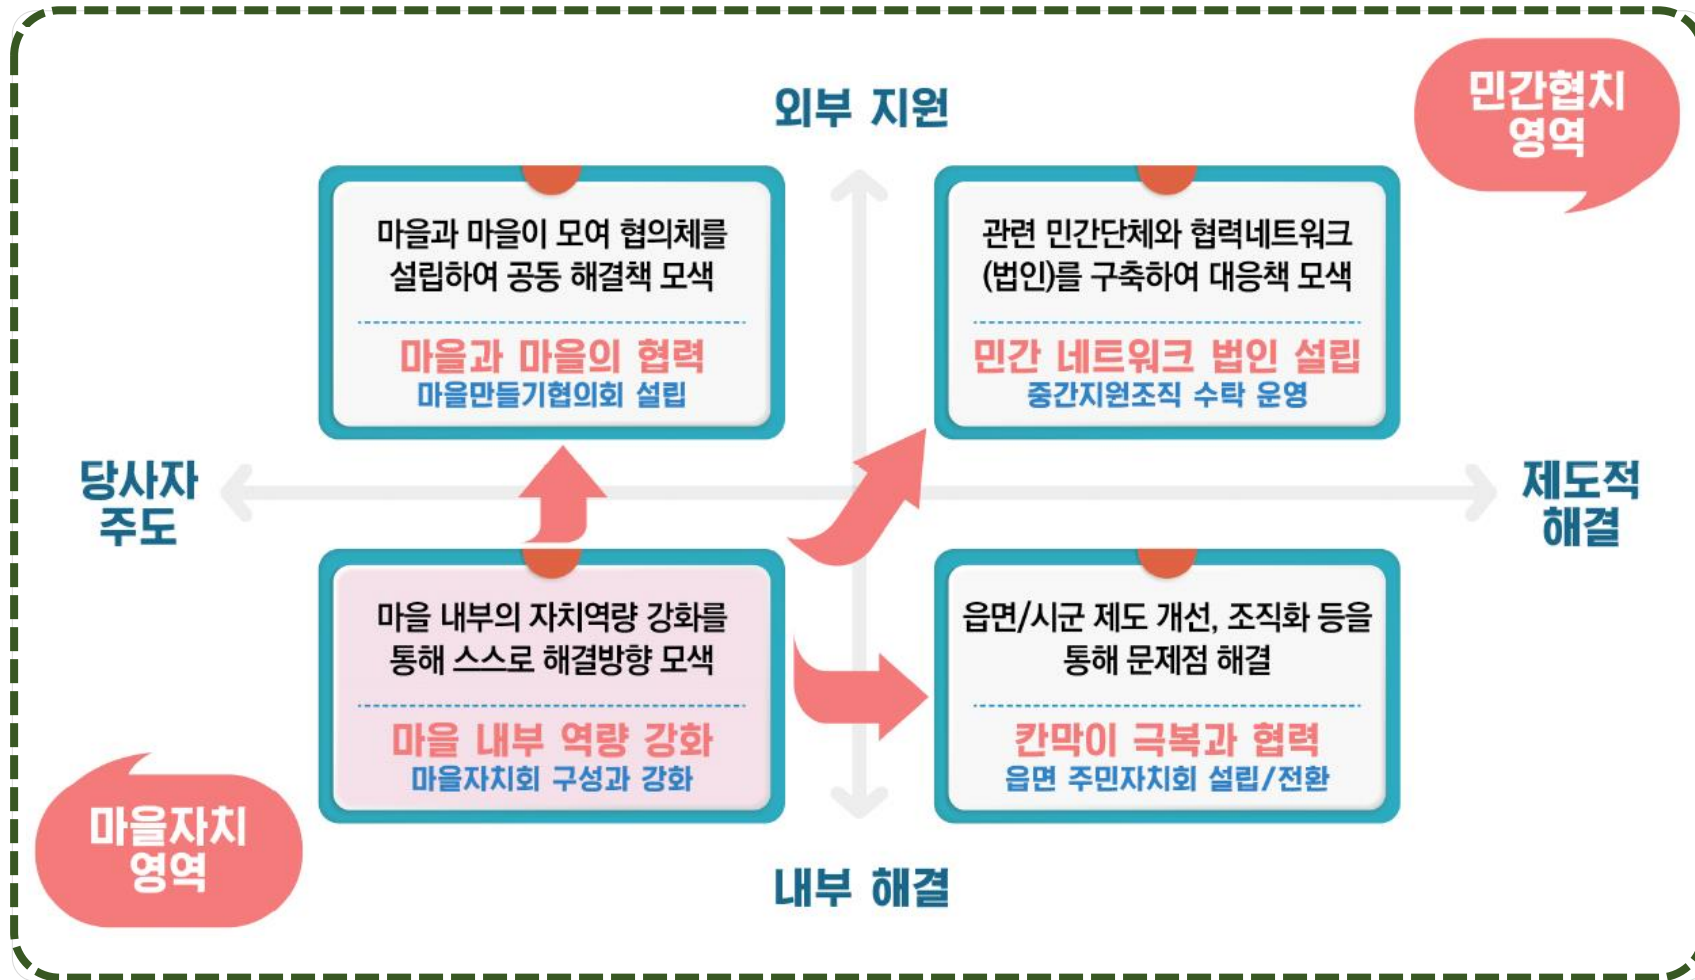 민간협치
영역
외부 지원
마을과 마을이 모여 협의체를
설립하여 공동 해결책 모색
마을과 마을의 협력
마을만들기협의회 설립
관련 민간단체와 협력네트워크
(법인)를 구축하여 대응책 모색
민간 네트워크 법인 설립
중간지원조직 수탁 운영
당사자
주도
제도적
해결
마을 내부의 자치역량 강화를
통해 스스로 해결방향 모색
마을 내부 역량 강화
마을자치회 구성과 강화
읍면/시군 제도 개선, 조직화 등을
통해 문제점 해결
칸막이 극복과 협력
읍면 주민자치회 설립/전환
마을자치
영역
내부 해결